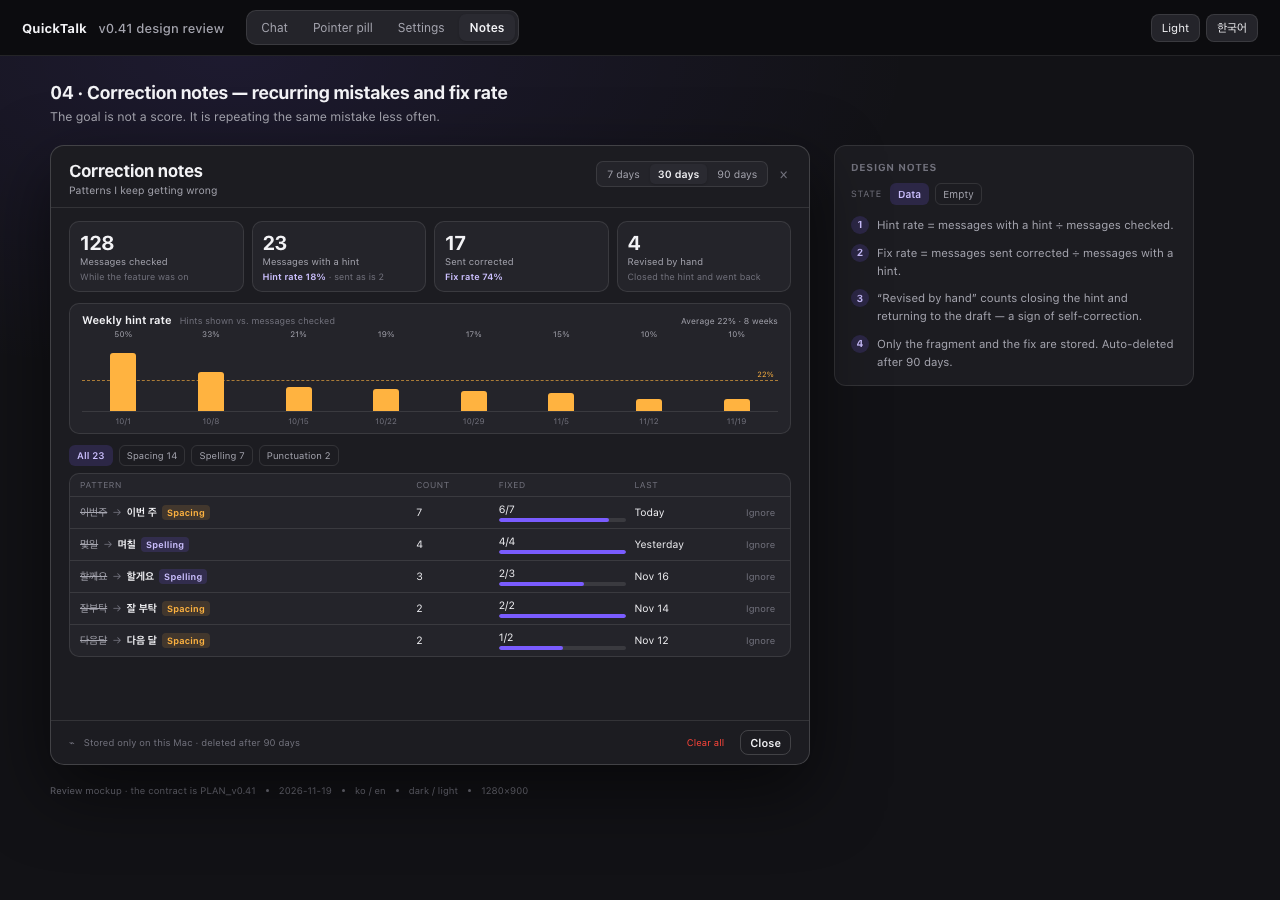 QuickTalk v0.41 design review Chat Pointer pill Settings Notes Light 한국어
04 · Correction notes — recurring mistakes and fix rate
The goal is not a score. It is repeating the same mistake less often.
Correction notes
Patterns I keep getting wrong
7 days 30 days 90 days ×
128
Messages checked
While the feature was on
23
Messages with a hint
Hint rate 18% · sent as is 2
17
Sent corrected
Fix rate 74%
4
Revised by hand
Closed the hint and went back
Weekly hint rate Hints shown vs. messages checked Average 22% · 8 weeks
50% 33% 21% 19% 17% 15% 10% 10%
22%
10/1 10/8 10/15 10/22 10/29 11/5 11/12 11/19
All 23 Spacing 14 Spelling 7 Punctuation 2
PATTERN COUNT FIXED LAST
이번주 → 이번 주 Spacing 7 6/7 Today Ignore
몇일 → 며칠 Spelling 4 4/4 Yesterday Ignore
할께요 → 할게요 Spelling 3 2/3 Nov 16 Ignore
잘부탁 → 잘 부탁 Spacing 2 2/2 Nov 14 Ignore
다음달 → 다음 달 Spacing 2 1/2 Nov 12 Ignore
Stored only on this Mac · deleted after 90 days Clear all Close
DESIGN NOTES
STATE Data Empty
1 Hint rate = messages with a hint ÷ messages checked.
2 Fix rate = messages sent corrected ÷ messages with a
hint.
3 “Revised by hand” counts closing the hint and
returning to the draft — a sign of self-correction.
4 Only the fragment and the fix are stored. Auto-deleted
after 90 days.
Review mockup · the contract is PLAN_v0.41 • 2026-11-19 • ko / en • dark / light • 1280×900